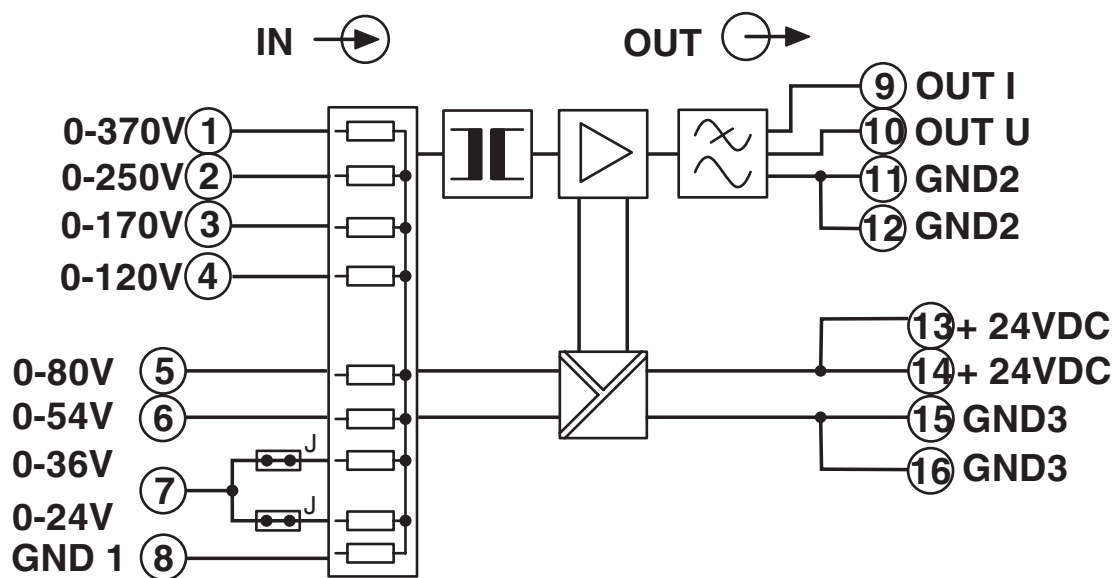 IN
OUT
0-370V 1
0-250V 2
0-170V 3
0-120V 4
0-80V 5
0-54V 6
0-36V
7
0-24V
GND 1 8
J
J
9 OUT I
10 OUT U
11 GND2
12 GND2
13 + 24VDC
14 + 24VDC
15 GND3
16 GND3